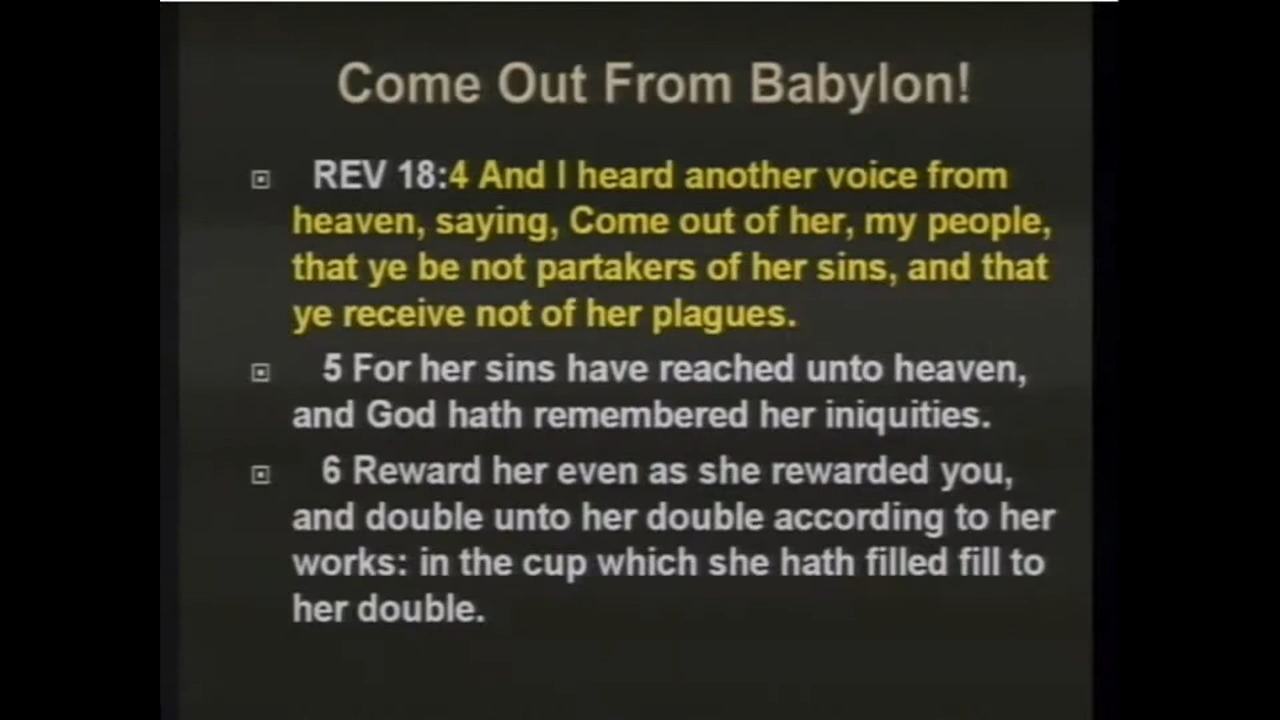 Come Out From Babylon!
REV 18:4 And I heard another voice from
heaven, saying, Come out of her, my people,
that ye be not partakers of her sins, and that
ye receive not of her plagues.
5 For her sins have reached unto heaven,
and God hath remembered her iniquities.
6 Reward her even as she rewarded you,
and double unto her double according to her
works: in the cup which she hath filled fill to
her double.